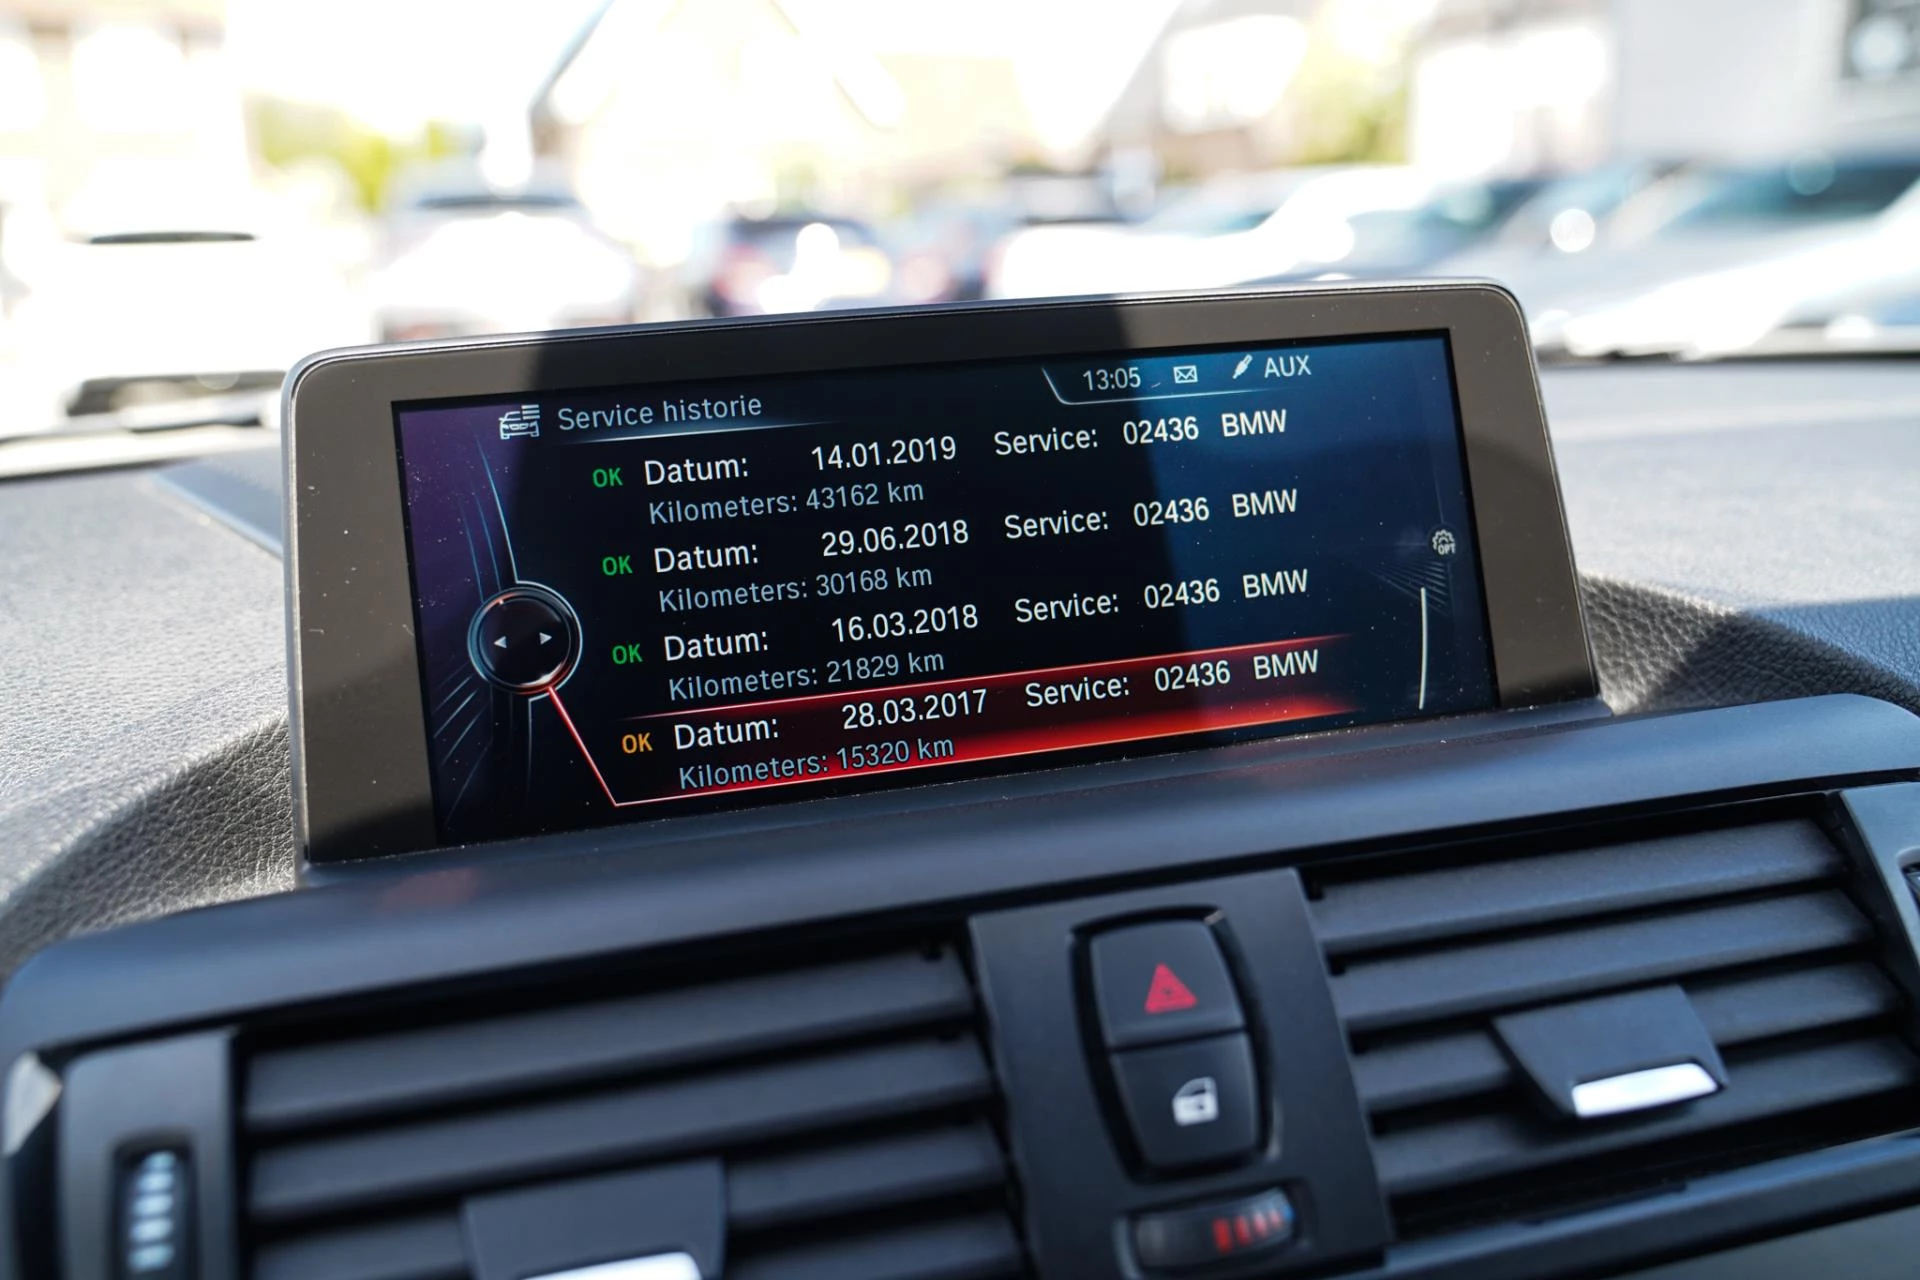 13:05 AUX
Service historie
OK Datum: 14.01.2019 Service: 02436 BMW
Kilometers: 43162 km
OK Datum: 29.06.2018 Service: 02436 BMW
Kilometers: 30168 km
OK Datum: 16.03.2018 Service: 02436 BMW
Kilometers: 21829 km
OK Datum: 28.03.2017 Service: 02436 BMW
Kilometers: 15320 km
OPT